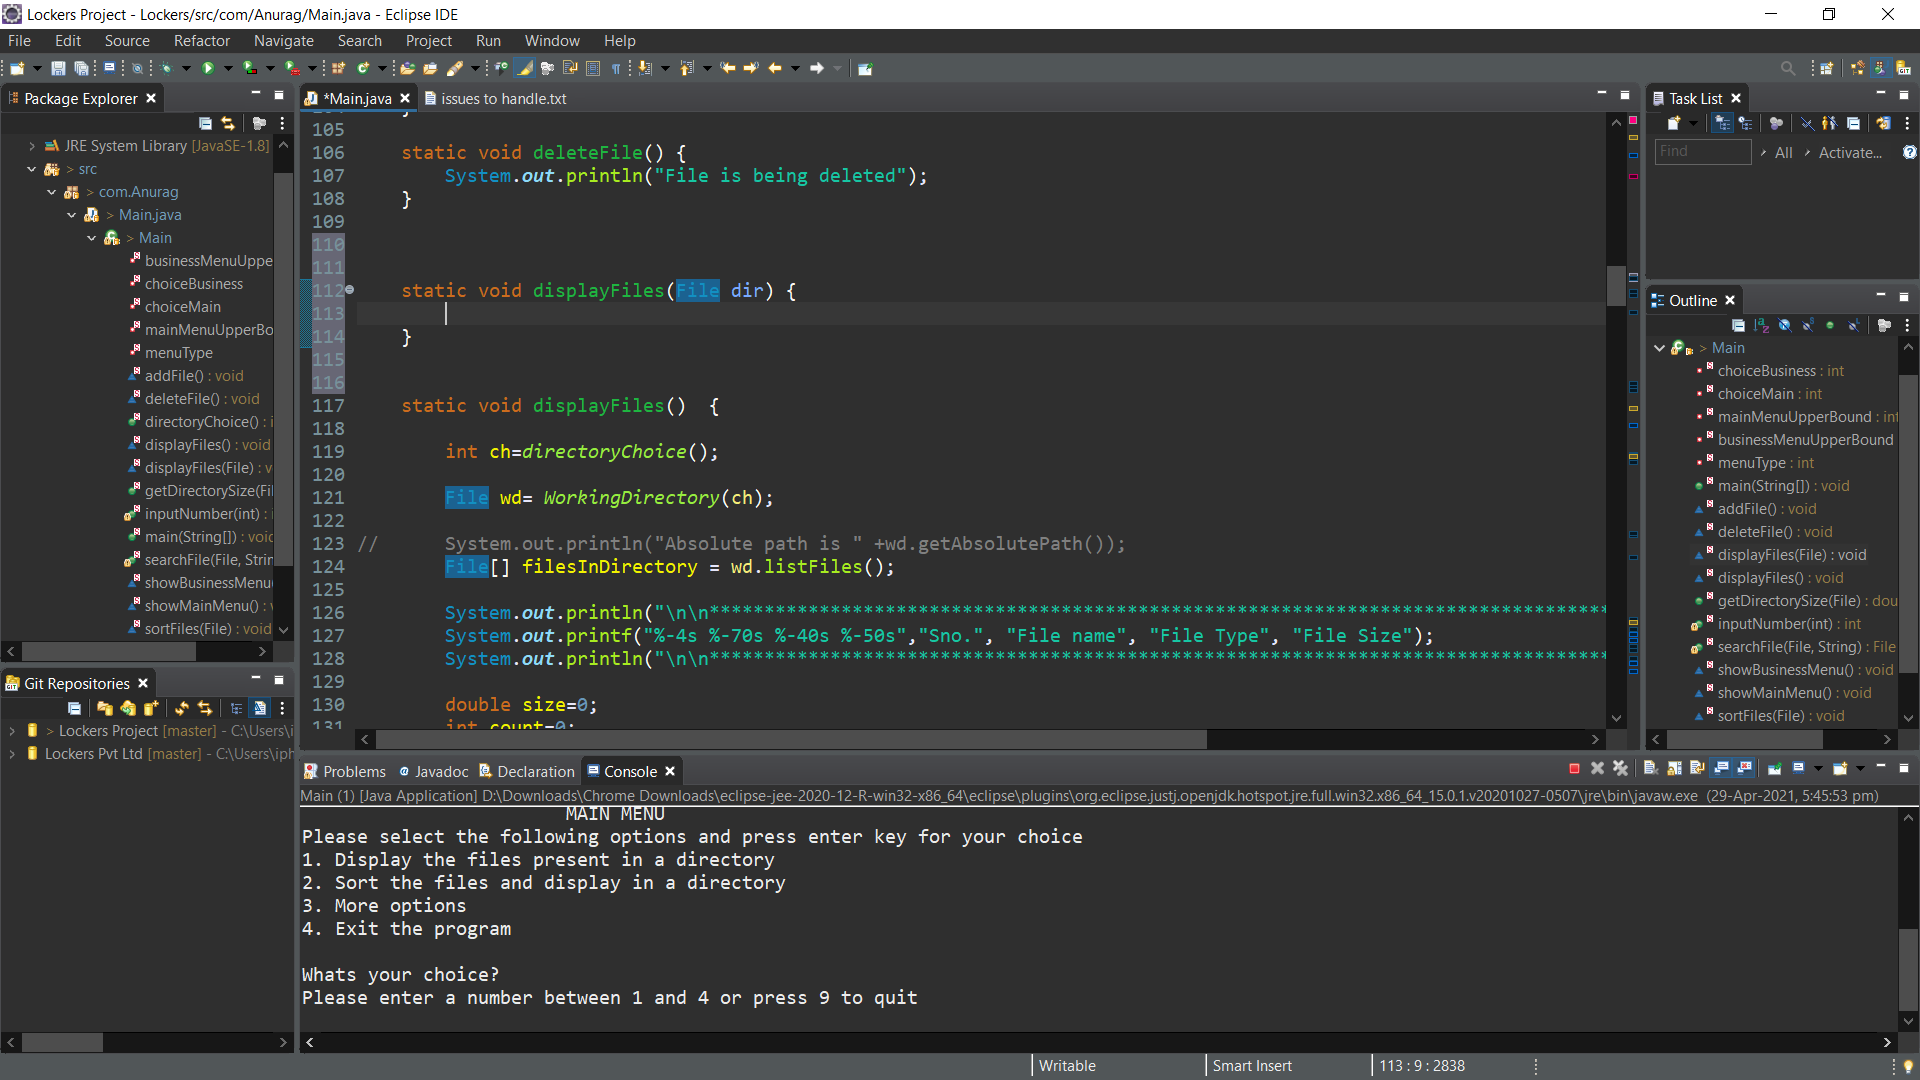 Lockers Project - Lockers/src/com/Anurag/Main.java - Eclipse IDE
File Edit Source Refactor Navigate Search Project Run Window Help
Package Explorer
JRE System Library [JavaSE-1.8]
> src
> com.Anurag
> Main.java
> Main
businessMenuUppe
choiceBusiness
choiceMain
mainMenuUpperBo
menuType
addFile() : void
deleteFile() : void
directoryChoice() : i
displayFiles() : void
displayFiles(File) : v
getDirectorySize(Fil
inputNumber(int) : i
main(String[]) : void
searchFile(File, Strin
showBusinessMenu
showMainMenu() : v
sortFiles(File) : void
Git Repositories
> Lockers Project [master] - C:\Users\i
Lockers Pvt Ltd [master] - C:\Users\iph
*Main.java issues to handle.txt
105
106 static void deleteFile() {
107 System.out.println("File is being deleted");
108 }
109
110
111
112 static void displayFiles(File dir) {
113
114 }
115
116
117 static void displayFiles()  {
118
119 int ch=directoryChoice();
120
121 File wd= WorkingDirectory(ch);
122
123 // System.out.println("Absolute path is " +wd.getAbsolutePath());
124 File[] filesInDirectory = wd.listFiles();
125
126 System.out.println("\n\n**********************************************************************************
127 System.out.printf("%-4s %-70s %-40s %-50s","Sno.", "File name", "File Type", "File Size");
128 System.out.println("\n\n**********************************************************************************
129
130 double size=0;
131 int count=0;
Task List
Find
All
Activate...
Outline
> Main
choiceBusiness : int
choiceMain : int
mainMenuUpperBound : int
businessMenuUpperBound
menuType : int
main(String[]) : void
addFile() : void
deleteFile() : void
displayFiles(File) : void
displayFiles() : void
getDirectorySize(File) : dou
inputNumber(int) : int
searchFile(File, String) : File
showBusinessMenu() : void
showMainMenu() : void
sortFiles(File) : void
Problems @ Javadoc Declaration Console
Main (1) [Java Application] D:\Downloads\Chrome Downloads\eclipse-jee-2020-12-R-win32-x86_64\eclipse\plugins\org.eclipse.justj.openjdk.hotspot.jre.full.win32.x86_64_15.0.1.v20201027-0507\jre\bin\javaw.exe (29-Apr-2021, 5:45:53 pm)
MAIN MENU
Please select the following options and press enter key for your choice
1. Display the files present in a directory
2. Sort the files and display in a directory
3. More options
4. Exit the program
Whats your choice?
Please enter a number between 1 and 4 or press 9 to quit
Writable Smart Insert 113 : 9 : 2838